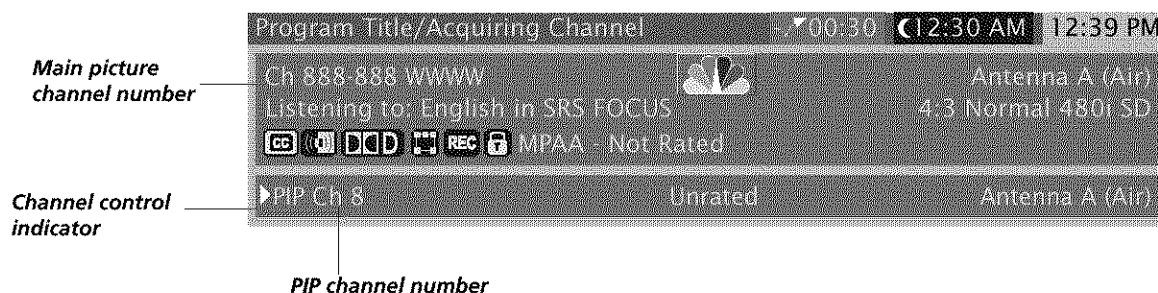 Program Title/Acquiring Channel 00:30 12:30 AM 12:39 PM
Main picture
channel number
Ch 888-888 WWWW Antenna A (Air)
Listening to: English in SRS FOCUS 4:3 Normal 480i SD
CC REC MPAA - Not Rated
Channel control
indicator
PIP Ch 8 Unrated Antenna A (Air)
PIP channel number